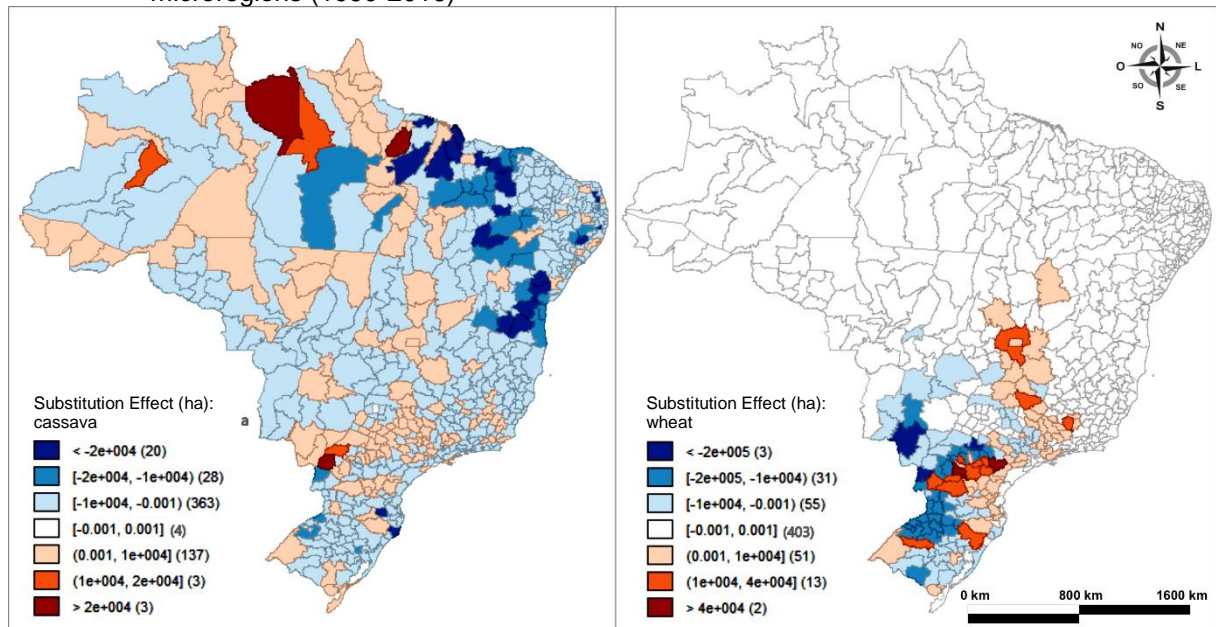 microregions (1990-2015)
Substitution Effect (ha):
cassava
a
< -2e+004 (20)
[-2e+004, -1e+004) (28)
[-1e+004, -0.001) (363)
[-0.001, 0.001] (4)
(0.001, 1e+004] (137)
(1e+004, 2e+004] (3)
> 2e+004 (3)
N
NO
NE
O
L
SO
SE
S
Substitution Effect (ha):
wheat
< -2e+005 (3)
[-2e+005, -1e+004) (31)
[-1e+004, -0.001) (55)
[-0.001, 0.001] (403)
(0.001, 1e+004] (51)
(1e+004, 4e+004] (13)
> 4e+004 (2)
0 km
800 km
1600 km